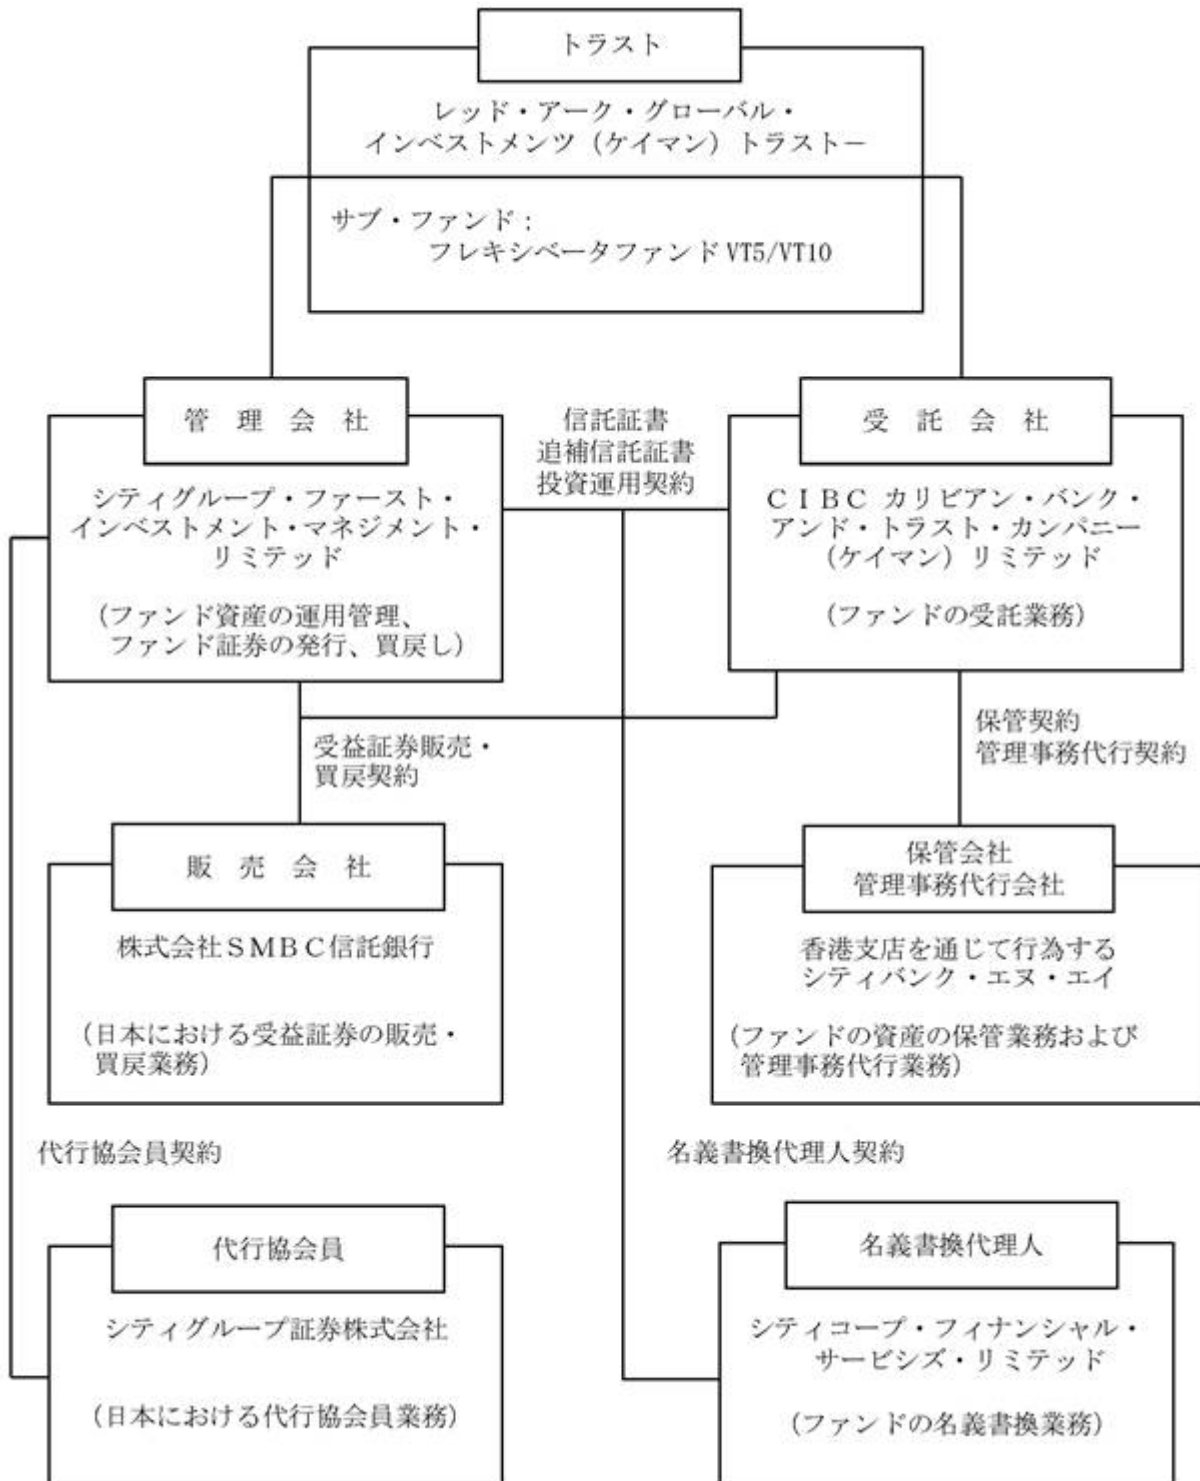 トラスト
レッド・アーク・グローバル・
インベストメンツ（ケイマン）トラストー
サブ・ファンド：
フレキシベータファンド VT5/VT10
管 理 会 社
シティグループ・ファースト・
インベストメント・マネジメント・
リミテッド
（ファンド資産の運用管理、
ファンド証券の発行、買戻し）
信託証書
追補信託証書
投資運用契約
受 託 会 社
ＣＩＢＣ カリビアン・バンク・
アンド・トラスト・カンパニー
（ケイマン）リミテッド
（ファンドの受託業務）
受益証券販売・
買戻契約
保管契約
管理事務代行契約
販 売 会 社
株式会社ＳＭＢＣ信託銀行
（日本における受益証券の販売・
買戻業務）
保管会社
管理事務代行会社
香港支店を通じて行為する
シティバンク・エヌ・エイ
（ファンドの資産の保管業務および
管理事務代行業務）
代行協会員契約
名義書換代理人契約
代行協会員
シティグループ証券株式会社
（日本における代行協会員業務）
名義書換代理人
シティコープ・フィナンシャル・
サービシズ・リミテッド
（ファンドの名義書換業務）